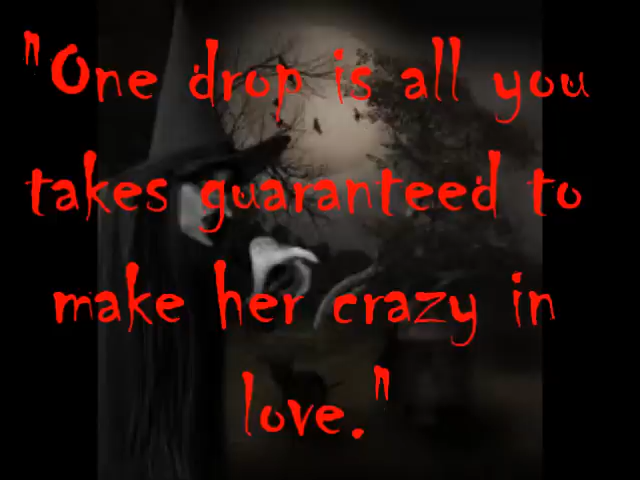 "One drop is all you
takes guaranteed to
make her crazy in
love."